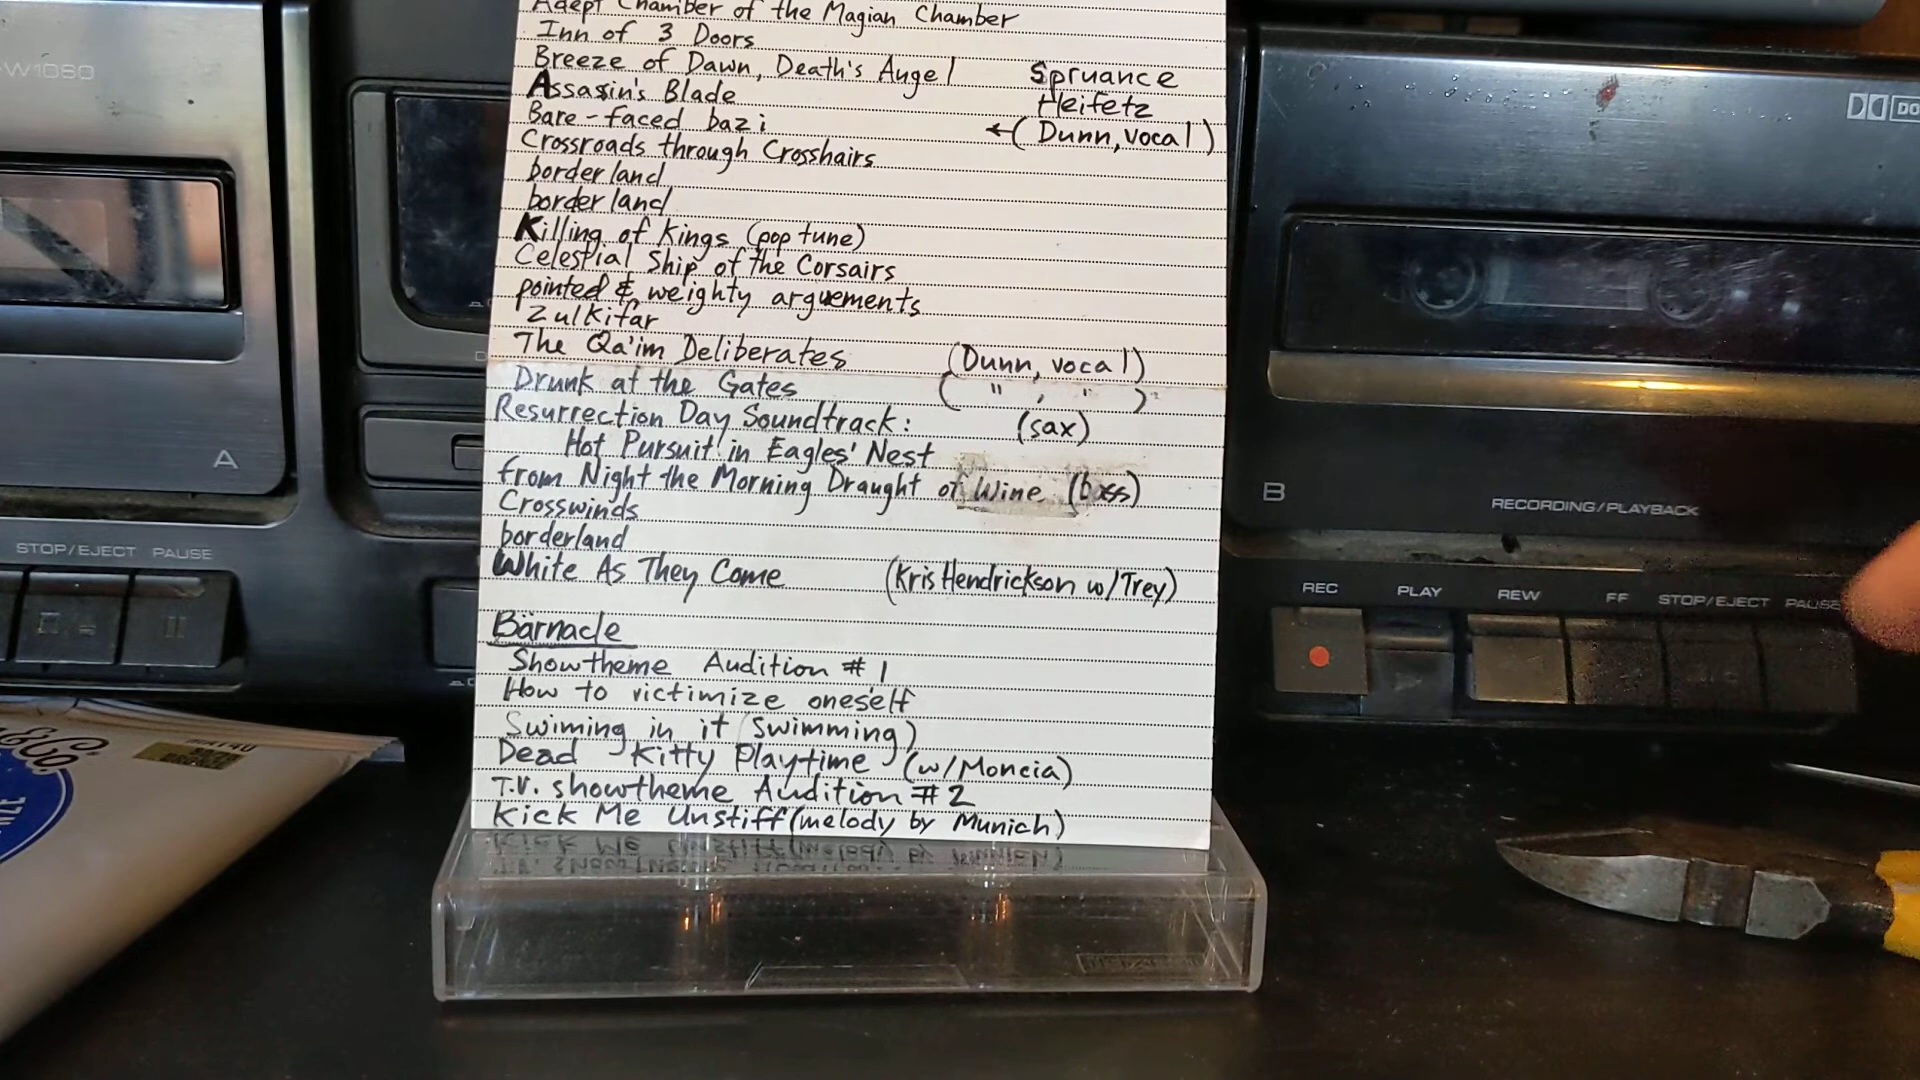 -W1060
Adept Chamber of the Magian Chamber
Inn of 3 Doors
Breeze of Dawn, Death's Angel
Spruance
Assasin's Blade
Heifetz
Bare-faced bazi
←(Dunn, vocal)
Crossroads through Crosshairs
borderland
borderland
Killing of Kings (pop tune)
Celestial Ship of the Corsairs
pointed & weighty arguements
Zulkifar
The Qa'im Deliberates (Dunn, vocal)
Drunk at the Gates ( " , " )
Resurrection Day Soundtrack: (sax)
Hot Pursuit in Eagles' Nest
from Night the Morning Draught of Wine (bass)
Crosswinds
borderland
White As They Come (Kris Hendrickson w/Trey)
Barnacle
Showtheme Audition #1
How to victimize oneself
Swiming in it (swimming)
Dead Kitty Playtime (w/Moncia)
T.V. showtheme Audition #2
Kick Me Unstiff (melody by Munich)
A
STOP/EJECT PAUSE
&Co.
B
RECORDING/PLAYBACK
REC PLAY REW FF STOP/EJECT PAUSE